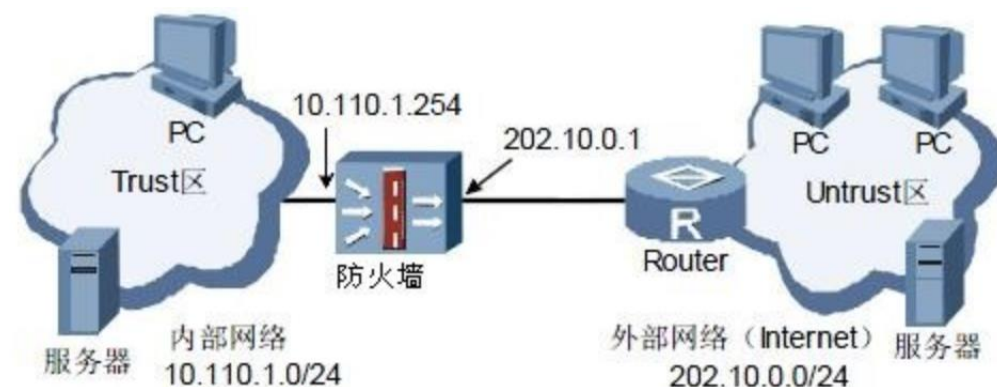 PC
10.110.1.254
202.10.0.1
PC
PC
Trust区
Untrust区
R
Router
防火墙
服务器
内部网络
10.110.1.0/24
外部网络（Internet）
202.10.0.0/24
服务器